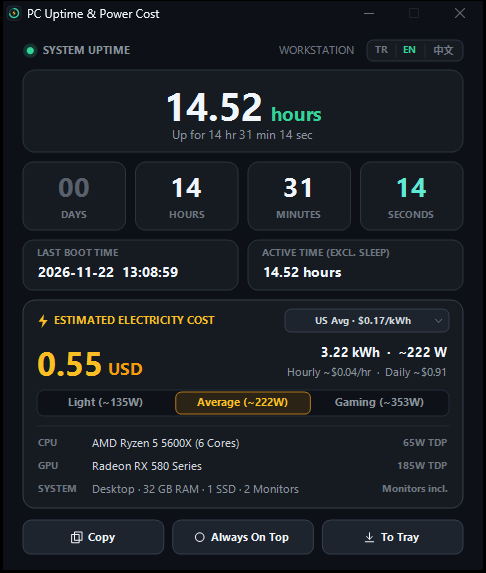 PC Uptime & Power Cost
SYSTEM UPTIME
WORKSTATION
TR EN 中文
14.52 hours
Up for 14 hr 31 min 14 sec
00 14 31 14
DAYS HOURS MINUTES SECONDS
LAST BOOT TIME
2026-11-22 13:08:59
ACTIVE TIME (EXCL. SLEEP)
14.52 hours
ESTIMATED ELECTRICITY COST
US Avg · $0.17/kWh
0.55 USD
3.22 kWh · ~222 W
Hourly ~$0.04/hr · Daily ~$0.91
Light (~135W) Average (~222W) Gaming (~353W)
CPU AMD Ryzen 5 5600X (6 Cores) 65W TDP
GPU Radeon RX 580 Series 185W TDP
SYSTEM Desktop · 32 GB RAM · 1 SSD · 2 Monitors Monitors incl.
Copy Always On Top To Tray